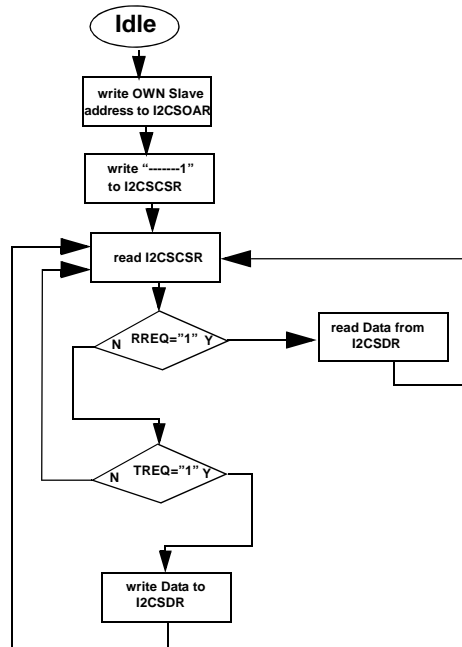 Idle
write OWN Slave
address to I2CSOAR
write “-------1”
to I2CSCSR
read I2CSCSR
N RREQ=”1” Y
read Data from
I2CSDR
N TREQ=”1” Y
write Data to
I2CSDR